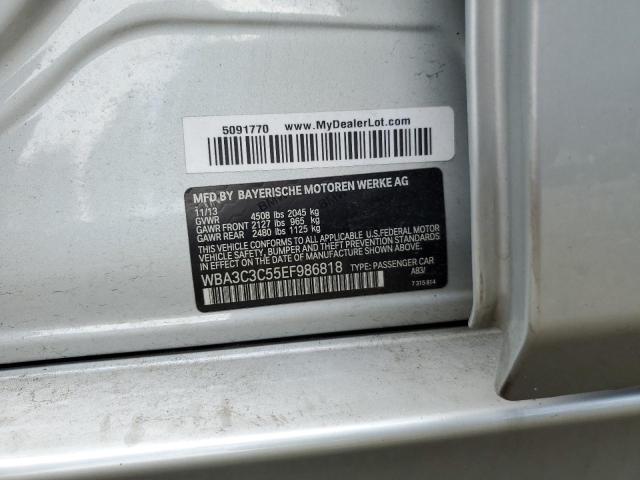 5091770 www.MyDealerLot.com
MFD BY BAYERISCHE MOTOREN WERKE AG
11/13
GVWR 4508 lbs 2045 kg
GAWR FRONT 2127 lbs 965 kg
GAWR REAR 2480 lbs 1125 kg
THIS VEHICLE CONFORMS TO ALL APPLICABLE U.S. FEDERAL MOTOR
VEHICLE SAFETY, BUMPER, AND THEFT PREVENTION STANDARDS IN
EFFECT ON THE DATE OF MANUFACTURE SHOWN ABOVE.
WBA3C3C55EF986818 TYPE: PASSENGER CAR
A83/
7 315 814